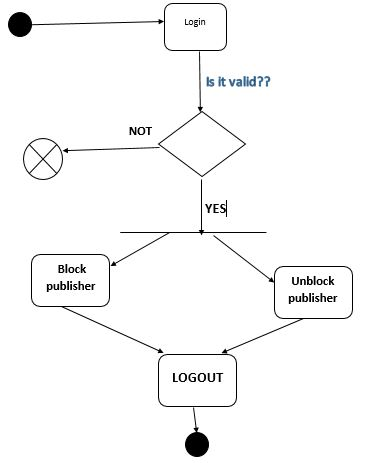 Login
Is it valid??
NOT
YES
Block
publisher
Unblock
publisher
LOGOUT